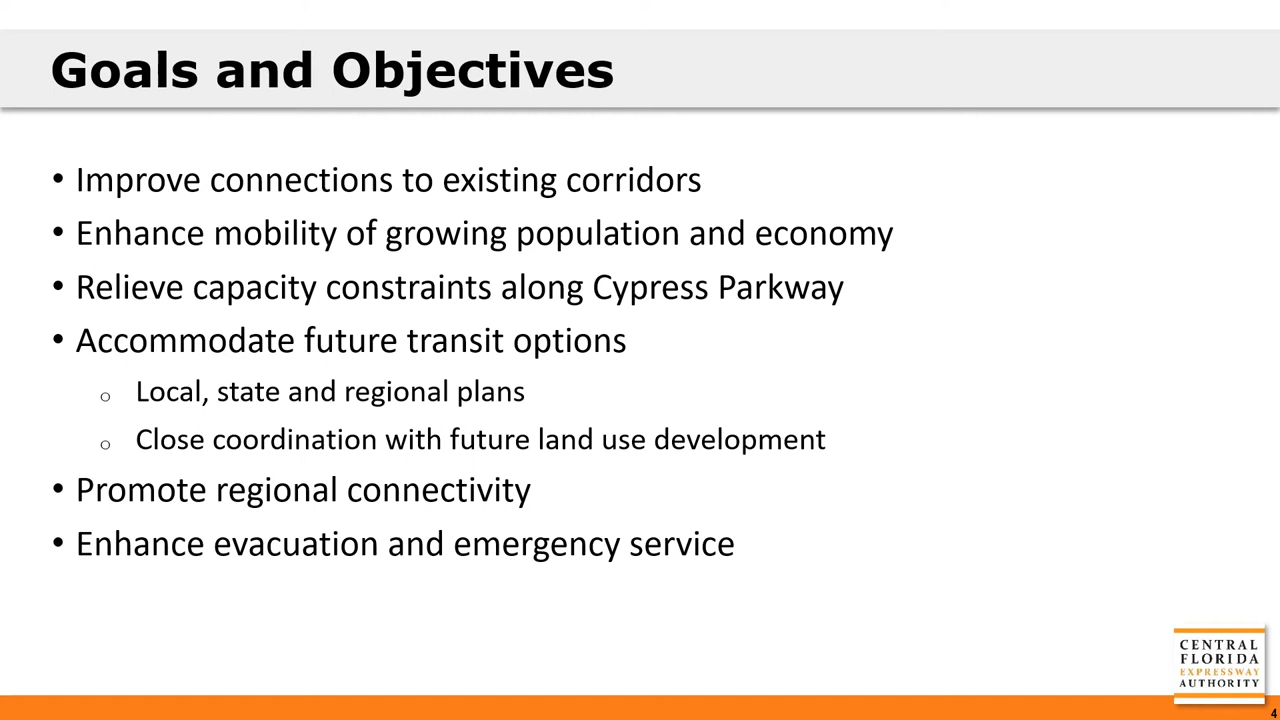 Goals and Objectives
• Improve connections to existing corridors
• Enhance mobility of growing population and economy
• Relieve capacity constraints along Cypress Parkway
• Accommodate future transit options
o Local, state and regional plans
o Close coordination with future land use development
• Promote regional connectivity
• Enhance evacuation and emergency service
CENTRAL
FLORIDA
EXPRESSWAY
AUTHORITY
4